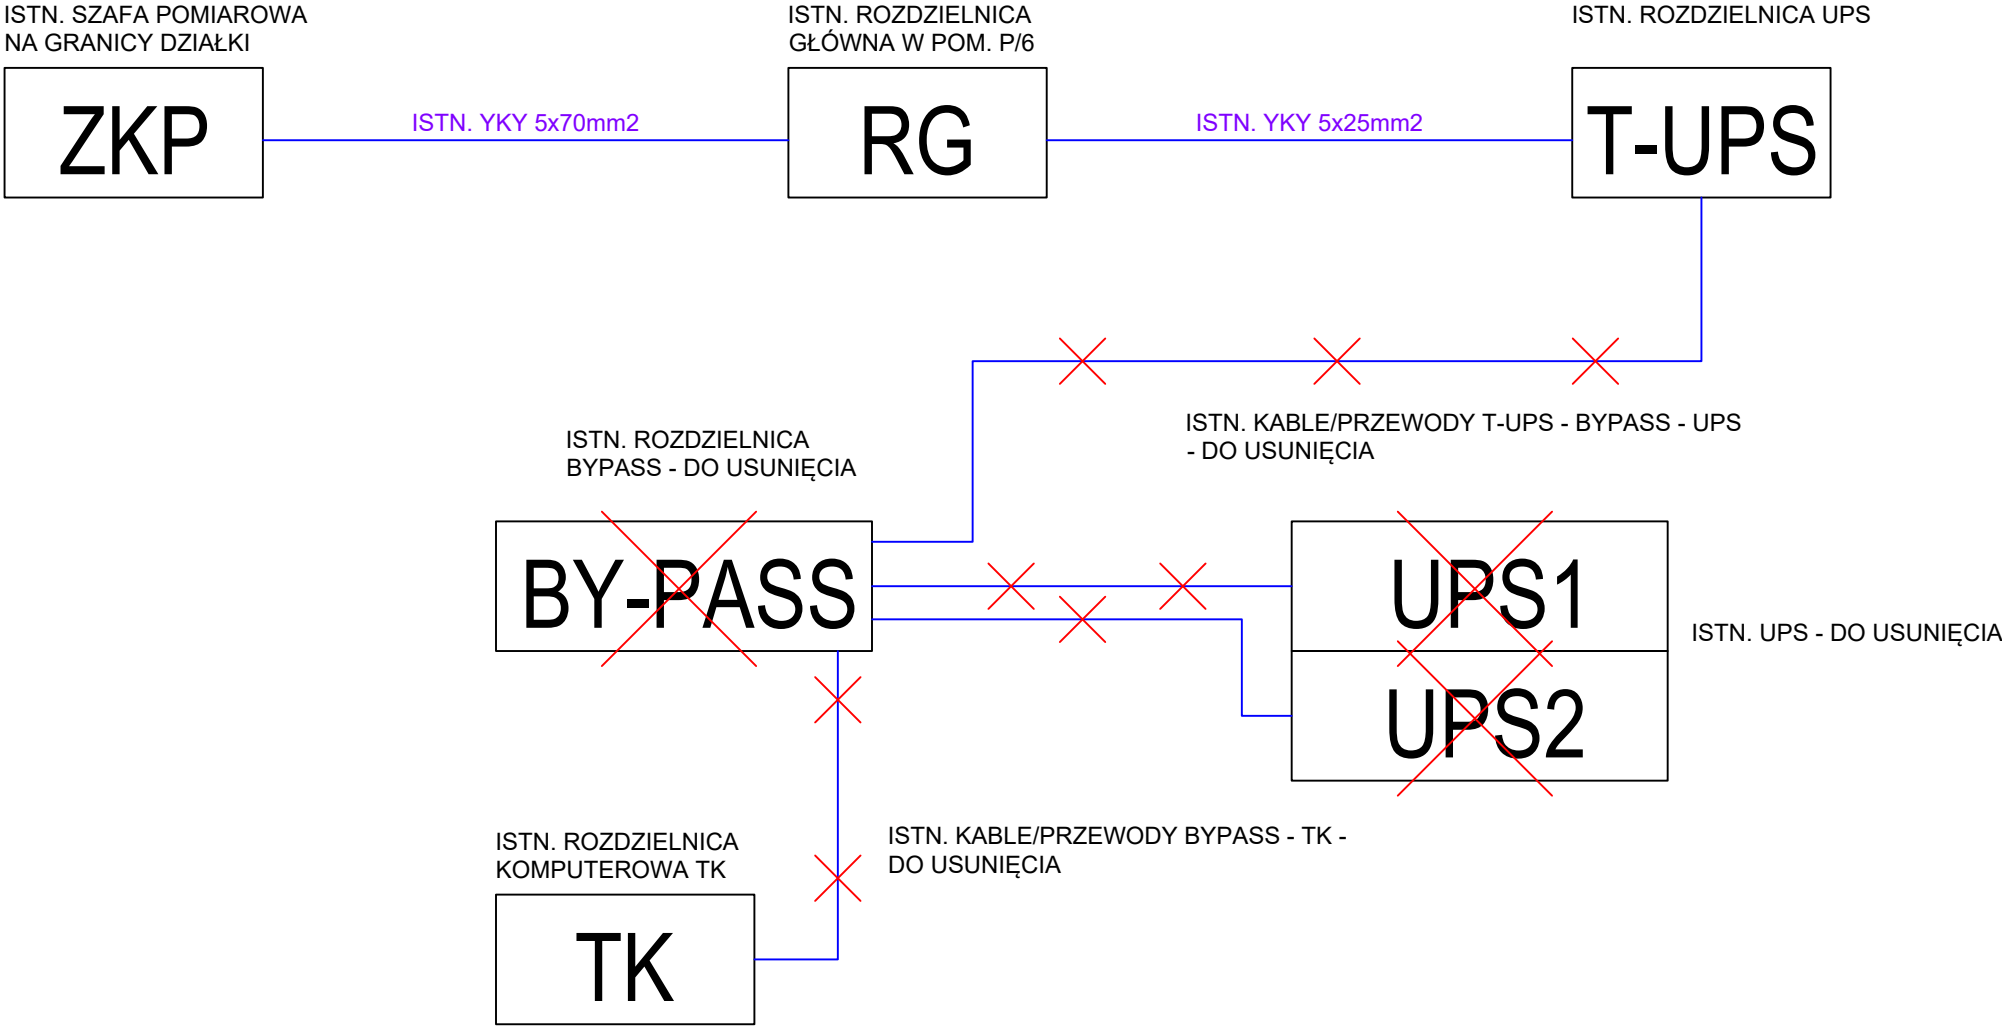 ISTN. SZAFA POMIAROWA
NA GRANICY DZIAŁKI
ZKP
ISTN. YKY 5x70mm2
ISTN. ROZDZIELNICA
GŁÓWNA W POM. P/6
RG
ISTN. YKY 5x25mm2
ISTN. ROZDZIELNICA UPS
T-UPS
ISTN. KABLE/PRZEWODY T-UPS - BYPASS - UPS
- DO USUNIĘCIA
ISTN. ROZDZIELNICA
BYPASS - DO USUNIĘCIA
BY-PASS
UPS1
UPS2
ISTN. UPS - DO USUNIĘCIA
ISTN. KABLE/PRZEWODY BYPASS - TK -
DO USUNIĘCIA
ISTN. ROZDZIELNICA
KOMPUTEROWA TK
TK